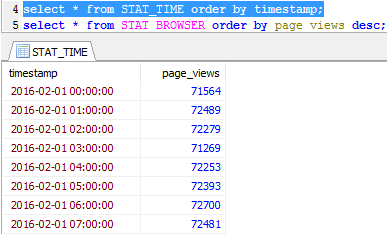 4 select * from STAT_TIME order by timestamp;
5 select * from STAT_BROWSER order by page_views desc;
STAT_TIME
timestamp page_views
2016-02-01 00:00:00 71564
2016-02-01 01:00:00 72489
2016-02-01 02:00:00 72279
2016-02-01 03:00:00 71269
2016-02-01 04:00:00 72253
2016-02-01 05:00:00 72393
2016-02-01 06:00:00 72700
2016-02-01 07:00:00 72481